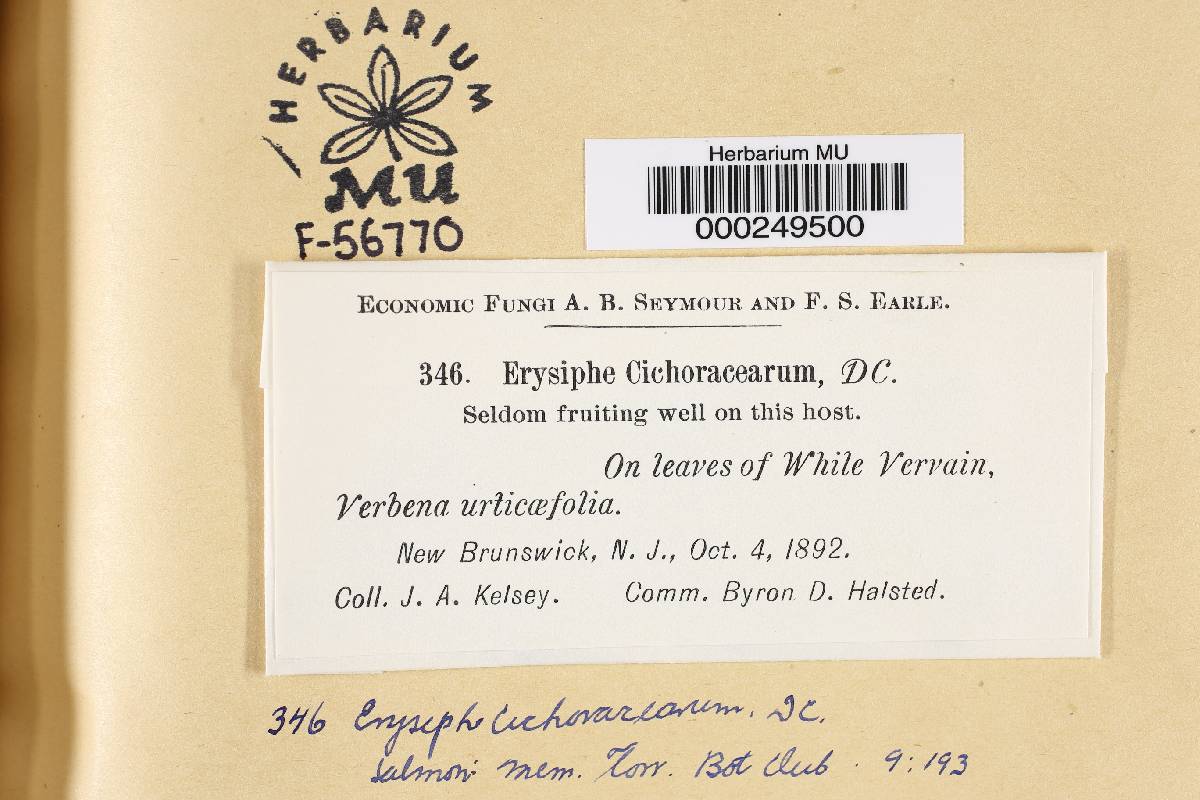 HERBARIUM
MU
F-56770
Herbarium MU
000249500
ECONOMIC FUNGI A. B. SEYMOUR AND F. S. EARLE.
346. Erysiphe Cichoracearum, DC.
Seldom fruiting well on this host.
On leaves of While Vervain,
Verbena urticæfolia.
New Brunswick, N. J., Oct. 4, 1892.
Coll. J. A. Kelsey. Comm. Byron D. Halsted.
346 Erysiphe Cichoracearum. DC.
Salmon Mem. Torr. Bot Club. 9:193